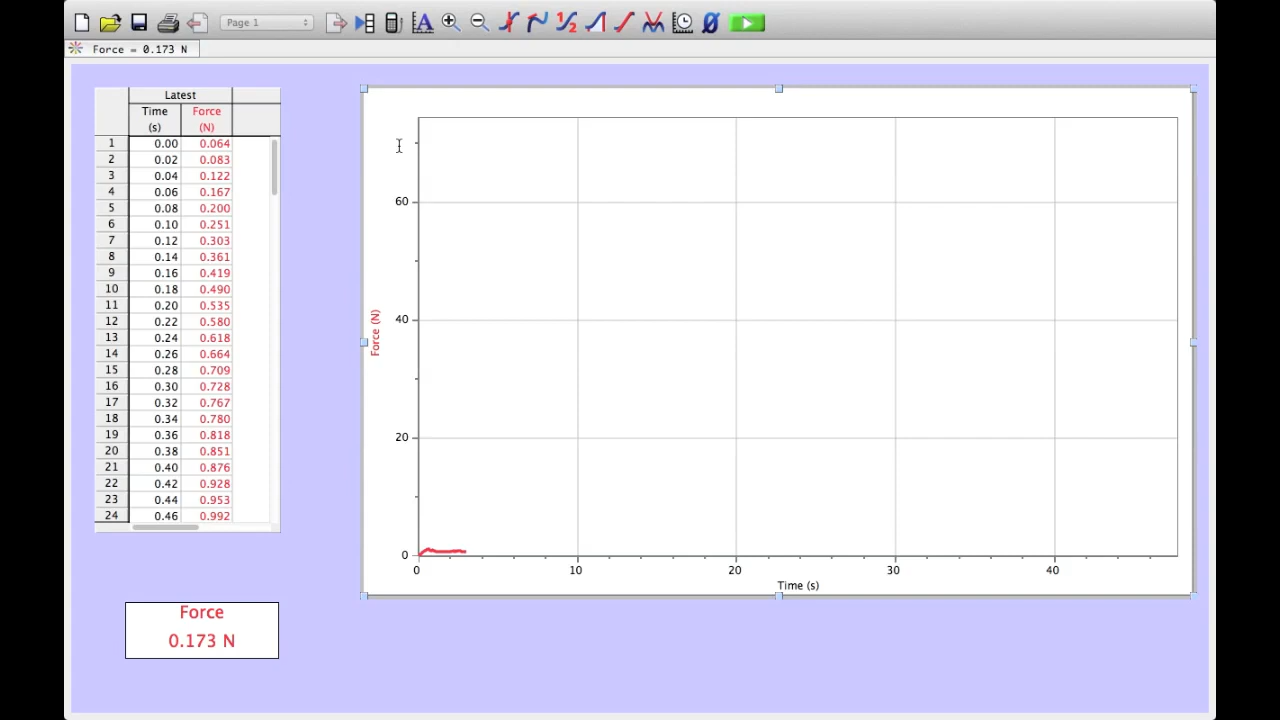 Page 1
Force = 0.173 N
Latest
Time Force
(s) (N)
1 0.00 0.064
2 0.02 0.083
3 0.04 0.122
4 0.06 0.167
5 0.08 0.200
6 0.10 0.251
7 0.12 0.303
8 0.14 0.361
9 0.16 0.419
10 0.18 0.490
11 0.20 0.535
12 0.22 0.580
13 0.24 0.618
14 0.26 0.664
15 0.28 0.709
16 0.30 0.728
17 0.32 0.767
18 0.34 0.780
19 0.36 0.818
20 0.38 0.851
21 0.40 0.876
22 0.42 0.928
23 0.44 0.953
24 0.46 0.992
Force
0.173 N
Force (N)
60
40
20
0
0 10 20 30 40
Time (s)